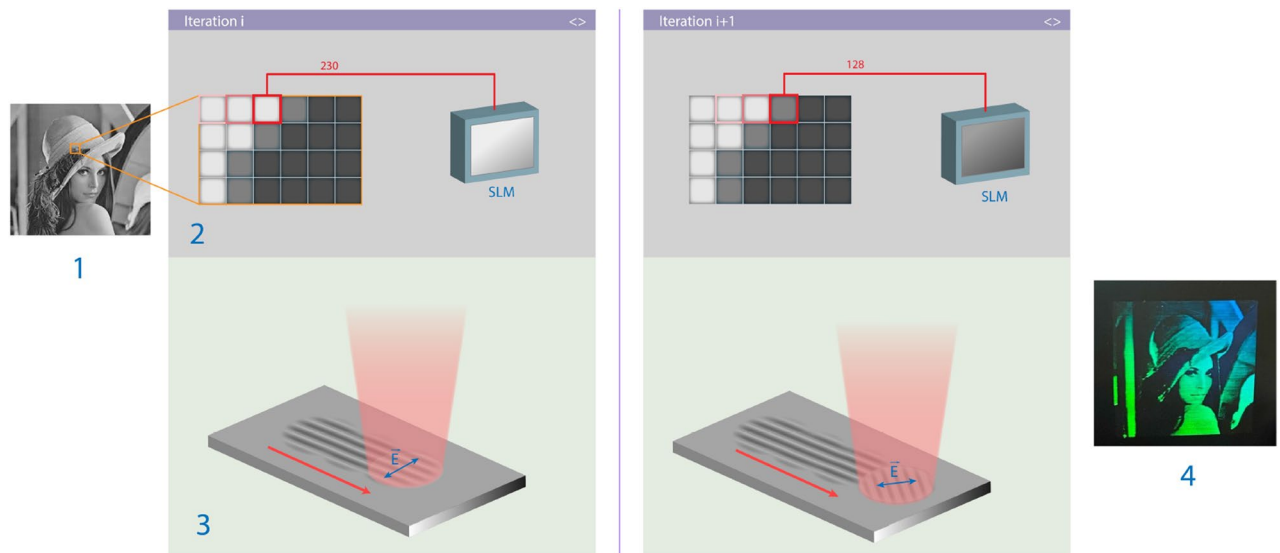 Iteration i
<>
230
SLM
1
2
E
3
Iteration i+1
<>
128
SLM
E
4